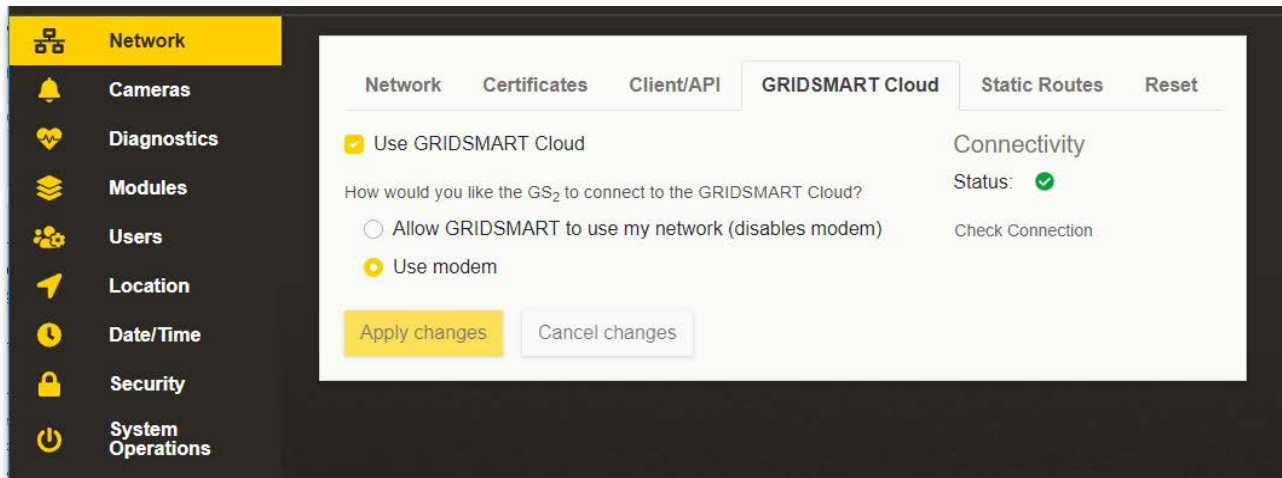 Network
Cameras
Diagnostics
Modules
Users
Location
Date/Time
Security
System
Operations
Network Certificates Client/API GRIDSMART Cloud Static Routes Reset
Use GRIDSMART Cloud
How would you like the GS2 to connect to the GRIDSMART Cloud?
Allow GRIDSMART to use my network (disables modem)
Use modem
Apply changes Cancel changes
Connectivity
Status:
Check Connection